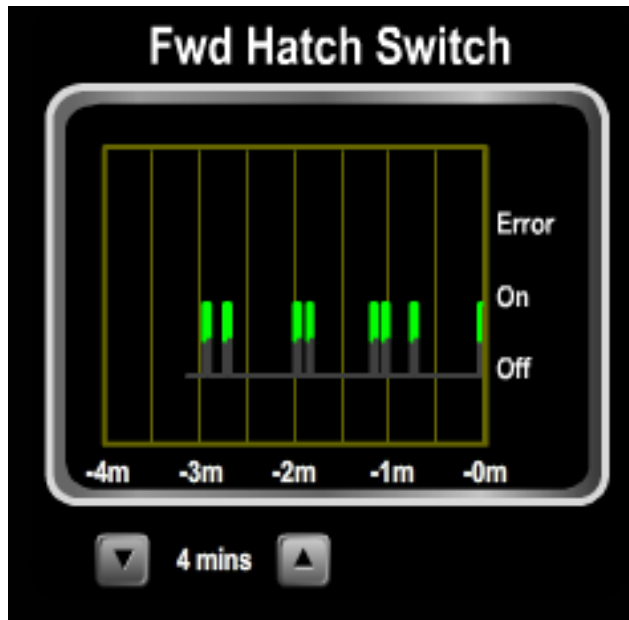 Fwd Hatch Switch
Error
On
Off
-4m -3m -2m -1m -0m
4 mins